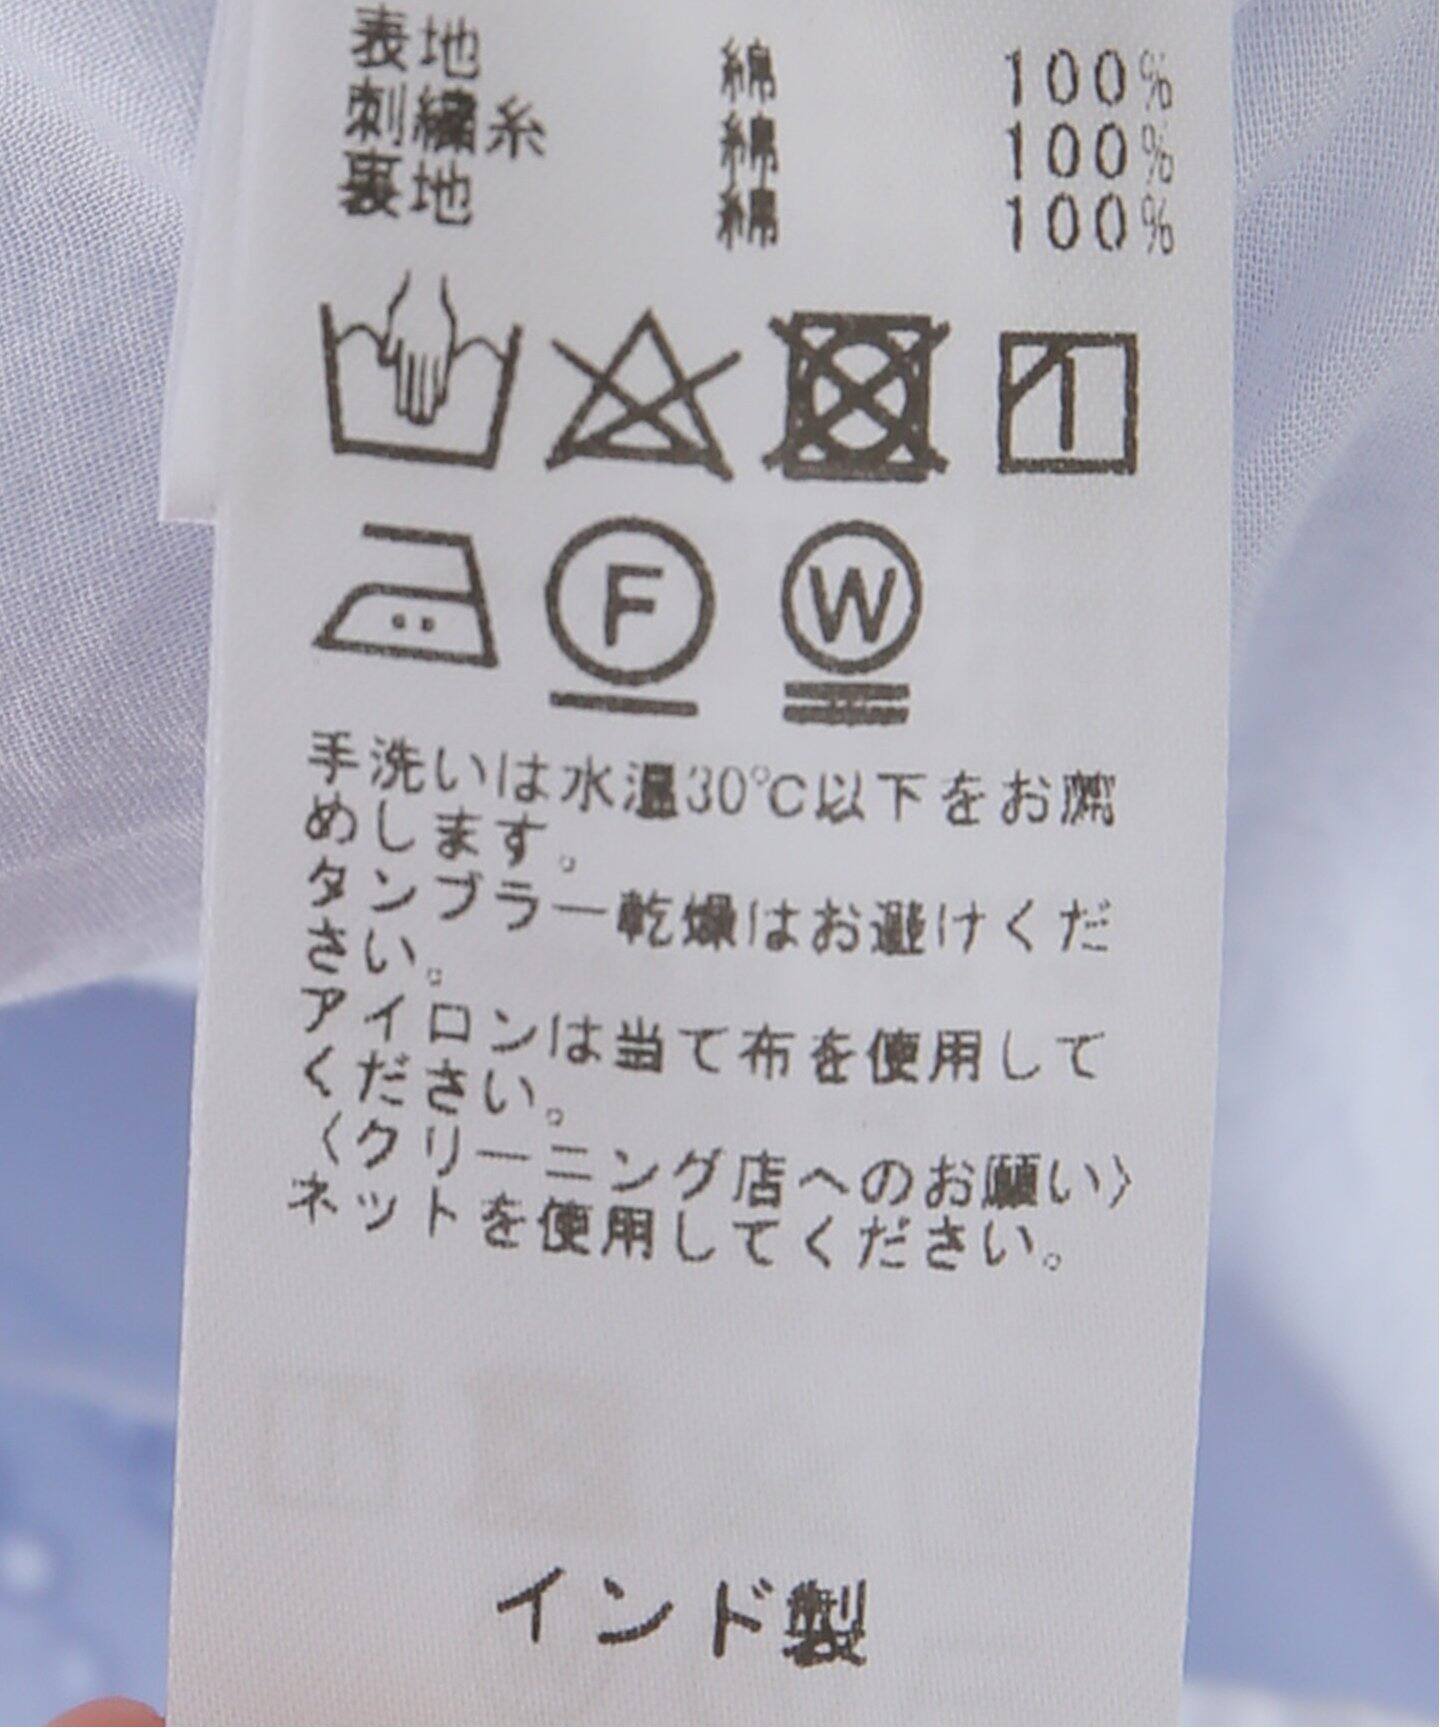 表地 綿 100%
刺繍糸 綿 100%
裏地 綿 100%
F W
手洗いは水温30℃以下をお薦
めします。
タンブラー乾燥はお避けくだ
さい。
アイロンは当て布を使用して
ください。
〈クリーニング店へのお願い〉
ネットを使用してください。
インド製